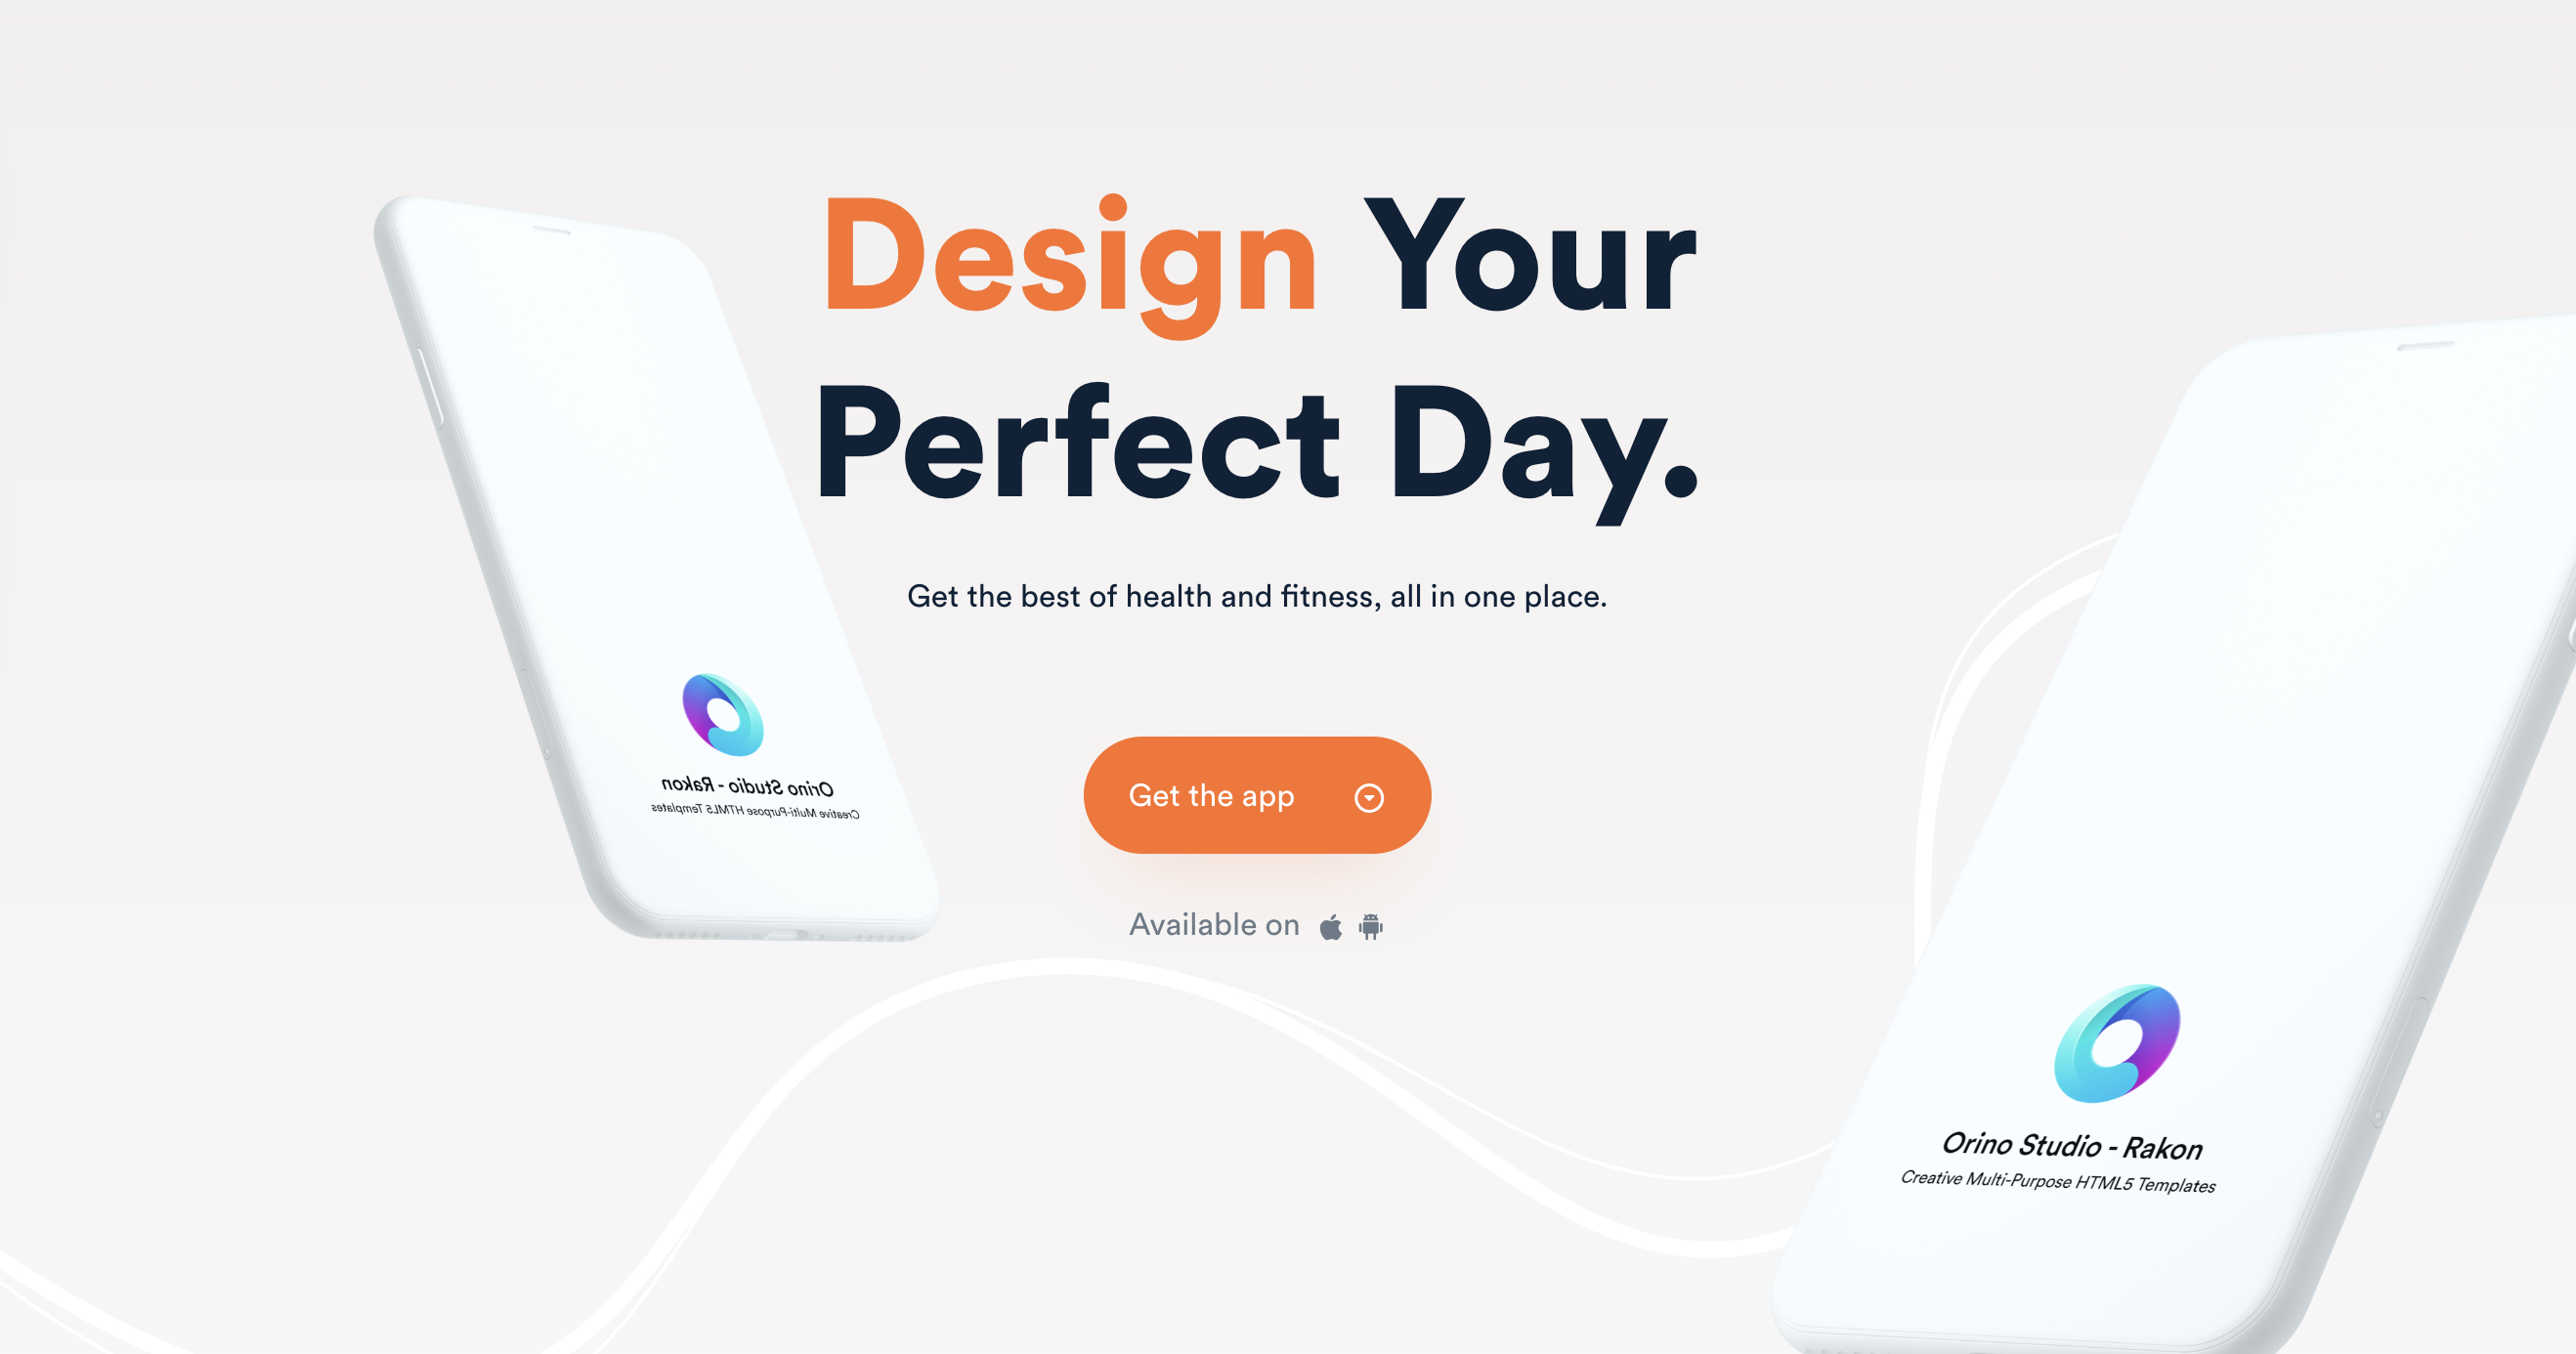 Design Your
Perfect Day.
Get the best of health and fitness, all in one place.
Get the app
Available on
Orino Studio - Rakon
Creative Multi-Purpose HTML5 Templates
Orino Studio - Rakon
Creative Multi-Purpose HTML5 Templates